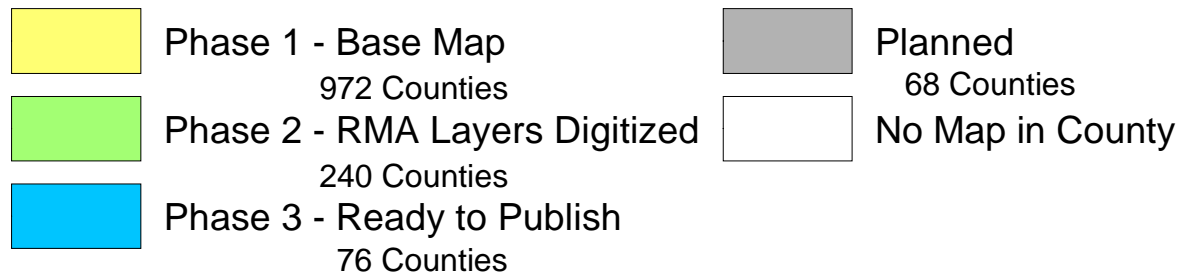 Phase 1 - Base Map
972 Counties
Phase 2 - RMA Layers Digitized
240 Counties
Phase 3 - Ready to Publish
76 Counties
Planned
68 Counties
No Map in County